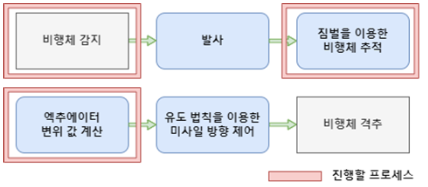 비행체 감지
발사
짐벌을 이용한
비행체 추적
엑추에이터
변위 값 계산
유도 법칙을 이용한
미사일 방향 제어
비행체 격추
진행할 프로세스